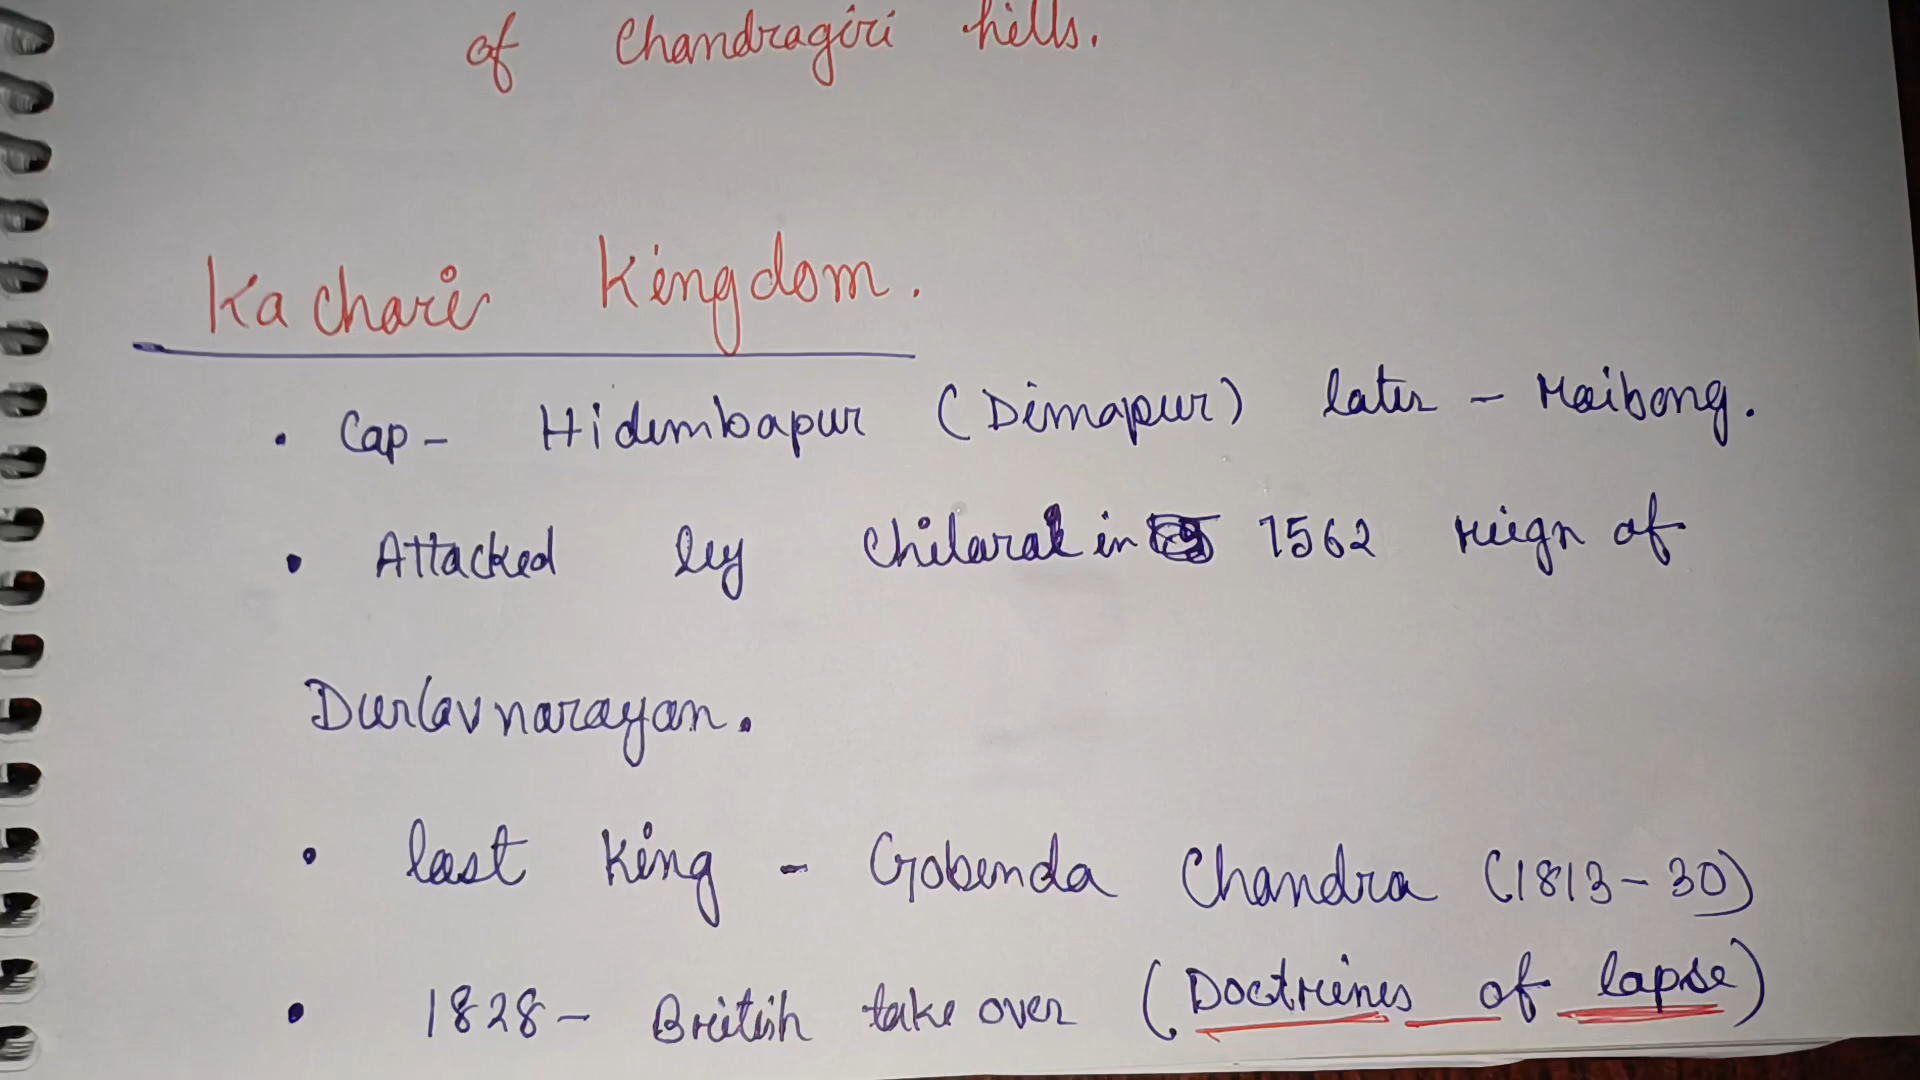 of Chandragiri hills.
Kachari Kingdom.
• Cap - Hidimbapur (Dimapur) later - Maibong.
• Attacked by Chilarai in 1562 reign of
Durlavnarayan.
• last King - Gobinda Chandra (1813-30)
• 1828 - British take over (Doctrines of lapse)